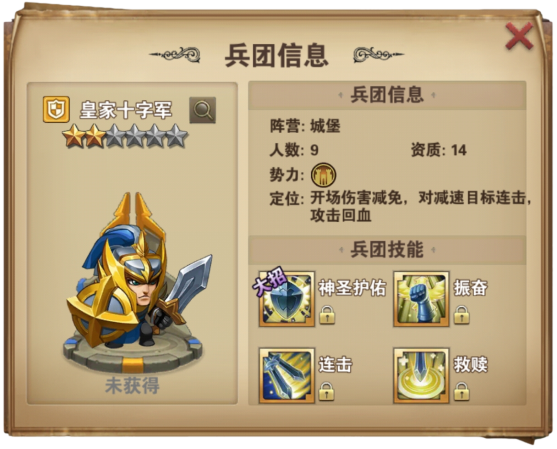 兵团信息
皇家十字军
未获得
兵团信息
阵营: 城堡
人数: 9 资质: 14
势力:
定位: 开场伤害减免，对减速目标连击，
攻击回血
兵团技能
大招 神圣护佑 振奋
连击 救赎